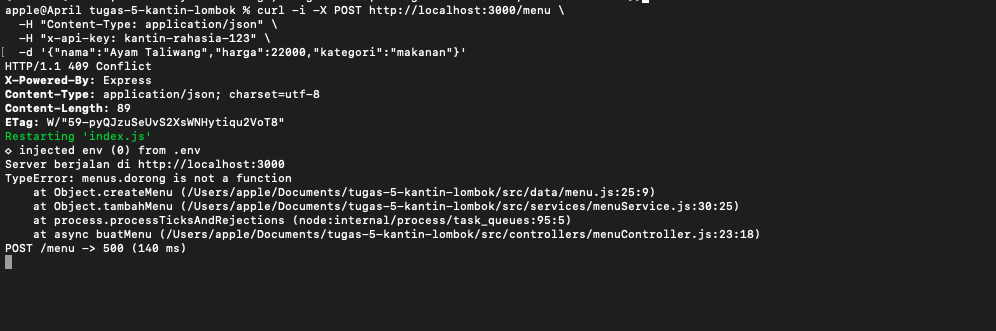 apple@April tugas-5-kantin-lombok % curl -i -X POST http://localhost:3000/menu \
-H "Content-Type: application/json" \
-H "x-api-key: kantin-rahasia-123" \
[ -d '{"nama":"Ayam Taliwang","harga":22000,"kategori":"makanan"}'
HTTP/1.1 409 Conflict
X-Powered-By: Express
Content-Type: application/json; charset=utf-8
Content-Length: 89
ETag: W/"59-pyQJzuSeUvS2XsWNHytiqu2VoT8"
Restarting 'index.js'
◇ injected env (0) from .env
Server berjalan di http://localhost:3000
TypeError: menus.dorong is not a function
at Object.createMenu (/Users/apple/Documents/tugas-5-kantin-lombok/src/data/menu.js:25:9)
at Object.tambahMenu (/Users/apple/Documents/tugas-5-kantin-lombok/src/services/menuService.js:30:25)
at process.processTicksAndRejections (node:internal/process/task_queues:95:5)
at async buatMenu (/Users/apple/Documents/tugas-5-kantin-lombok/src/controllers/menuController.js:23:18)
POST /menu -> 500 (140 ms)